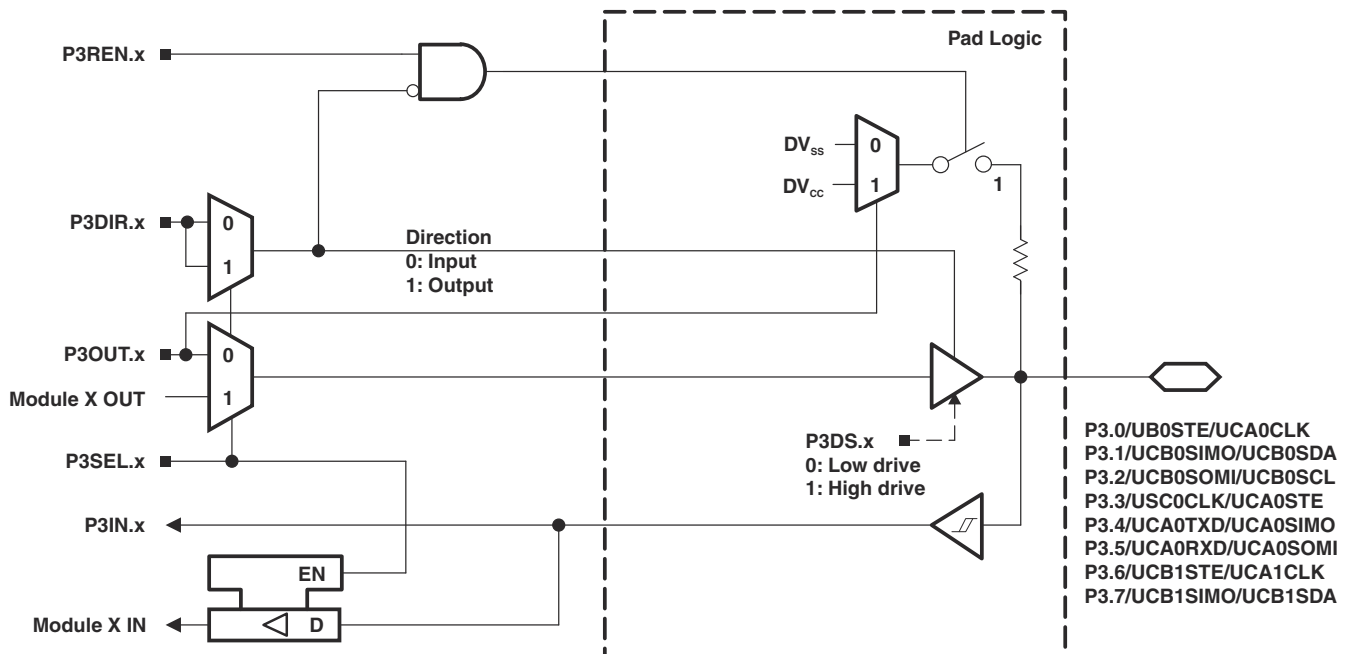 Pad Logic
P3REN.x
DVSS
0
DVCC
1
1
P3DIR.x
0
1
Direction
0: Input
1: Output
P3OUT.x
0
Module X OUT
1
P3DS.x
0: Low drive
1: High drive
P3SEL.x
P3IN.x
EN
Module X IN
D
P3.0/UB0STE/UCA0CLK
P3.1/UCB0SIMO/UCB0SDA
P3.2/UCB0SOMI/UCB0SCL
P3.3/USC0CLK/UCA0STE
P3.4/UCA0TXD/UCA0SIMO
P3.5/UCA0RXD/UCA0SOMI
P3.6/UCB1STE/UCA1CLK
P3.7/UCB1SIMO/UCB1SDA